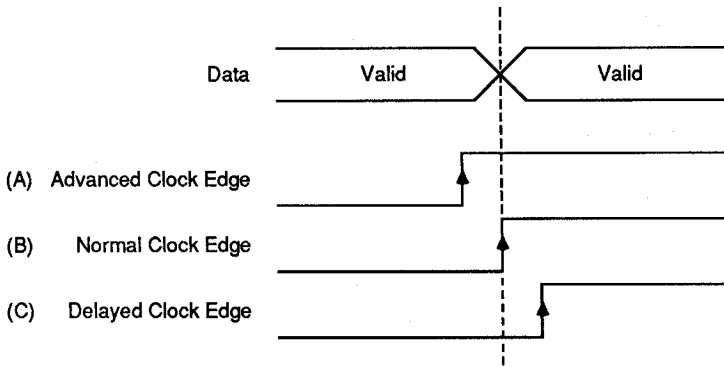 Data Valid Valid
(A) Advanced Clock Edge
(B) Normal Clock Edge
(C) Delayed Clock Edge